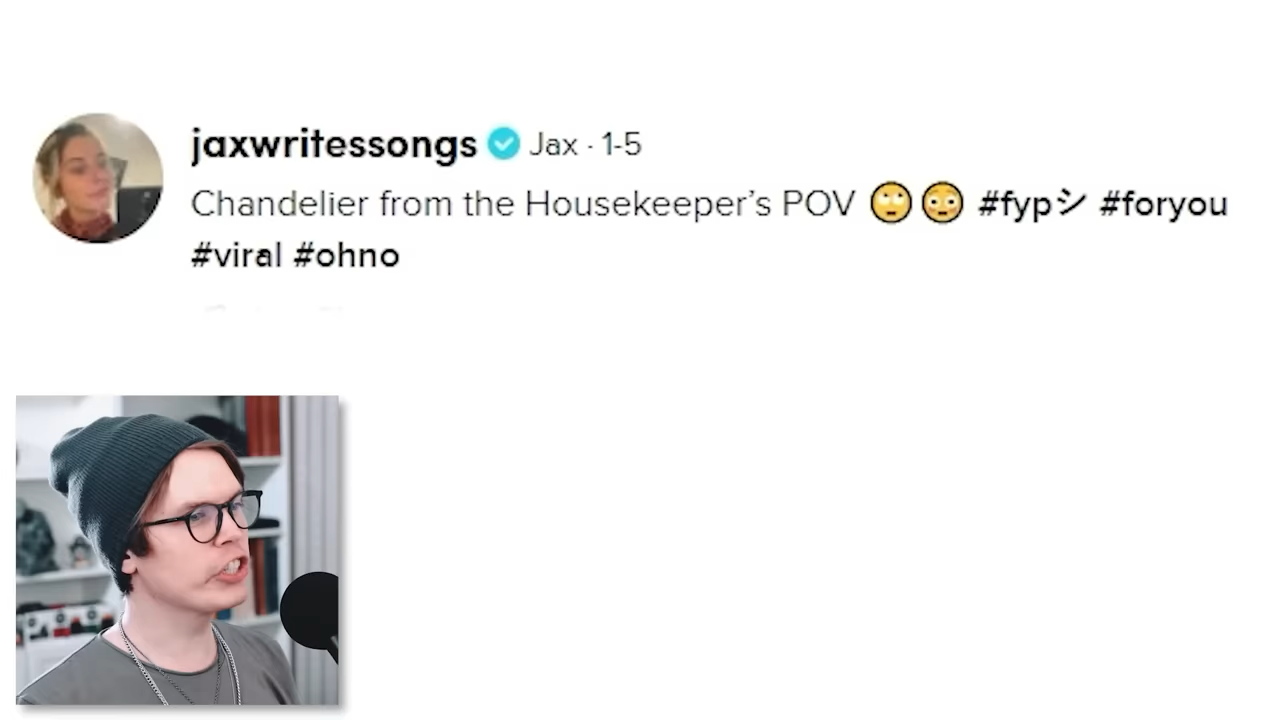 jaxwritessongs Jax · 1-5
Chandelier from the Housekeeper’s POV 🙄😳 #fypシ #foryou
#viral #ohno